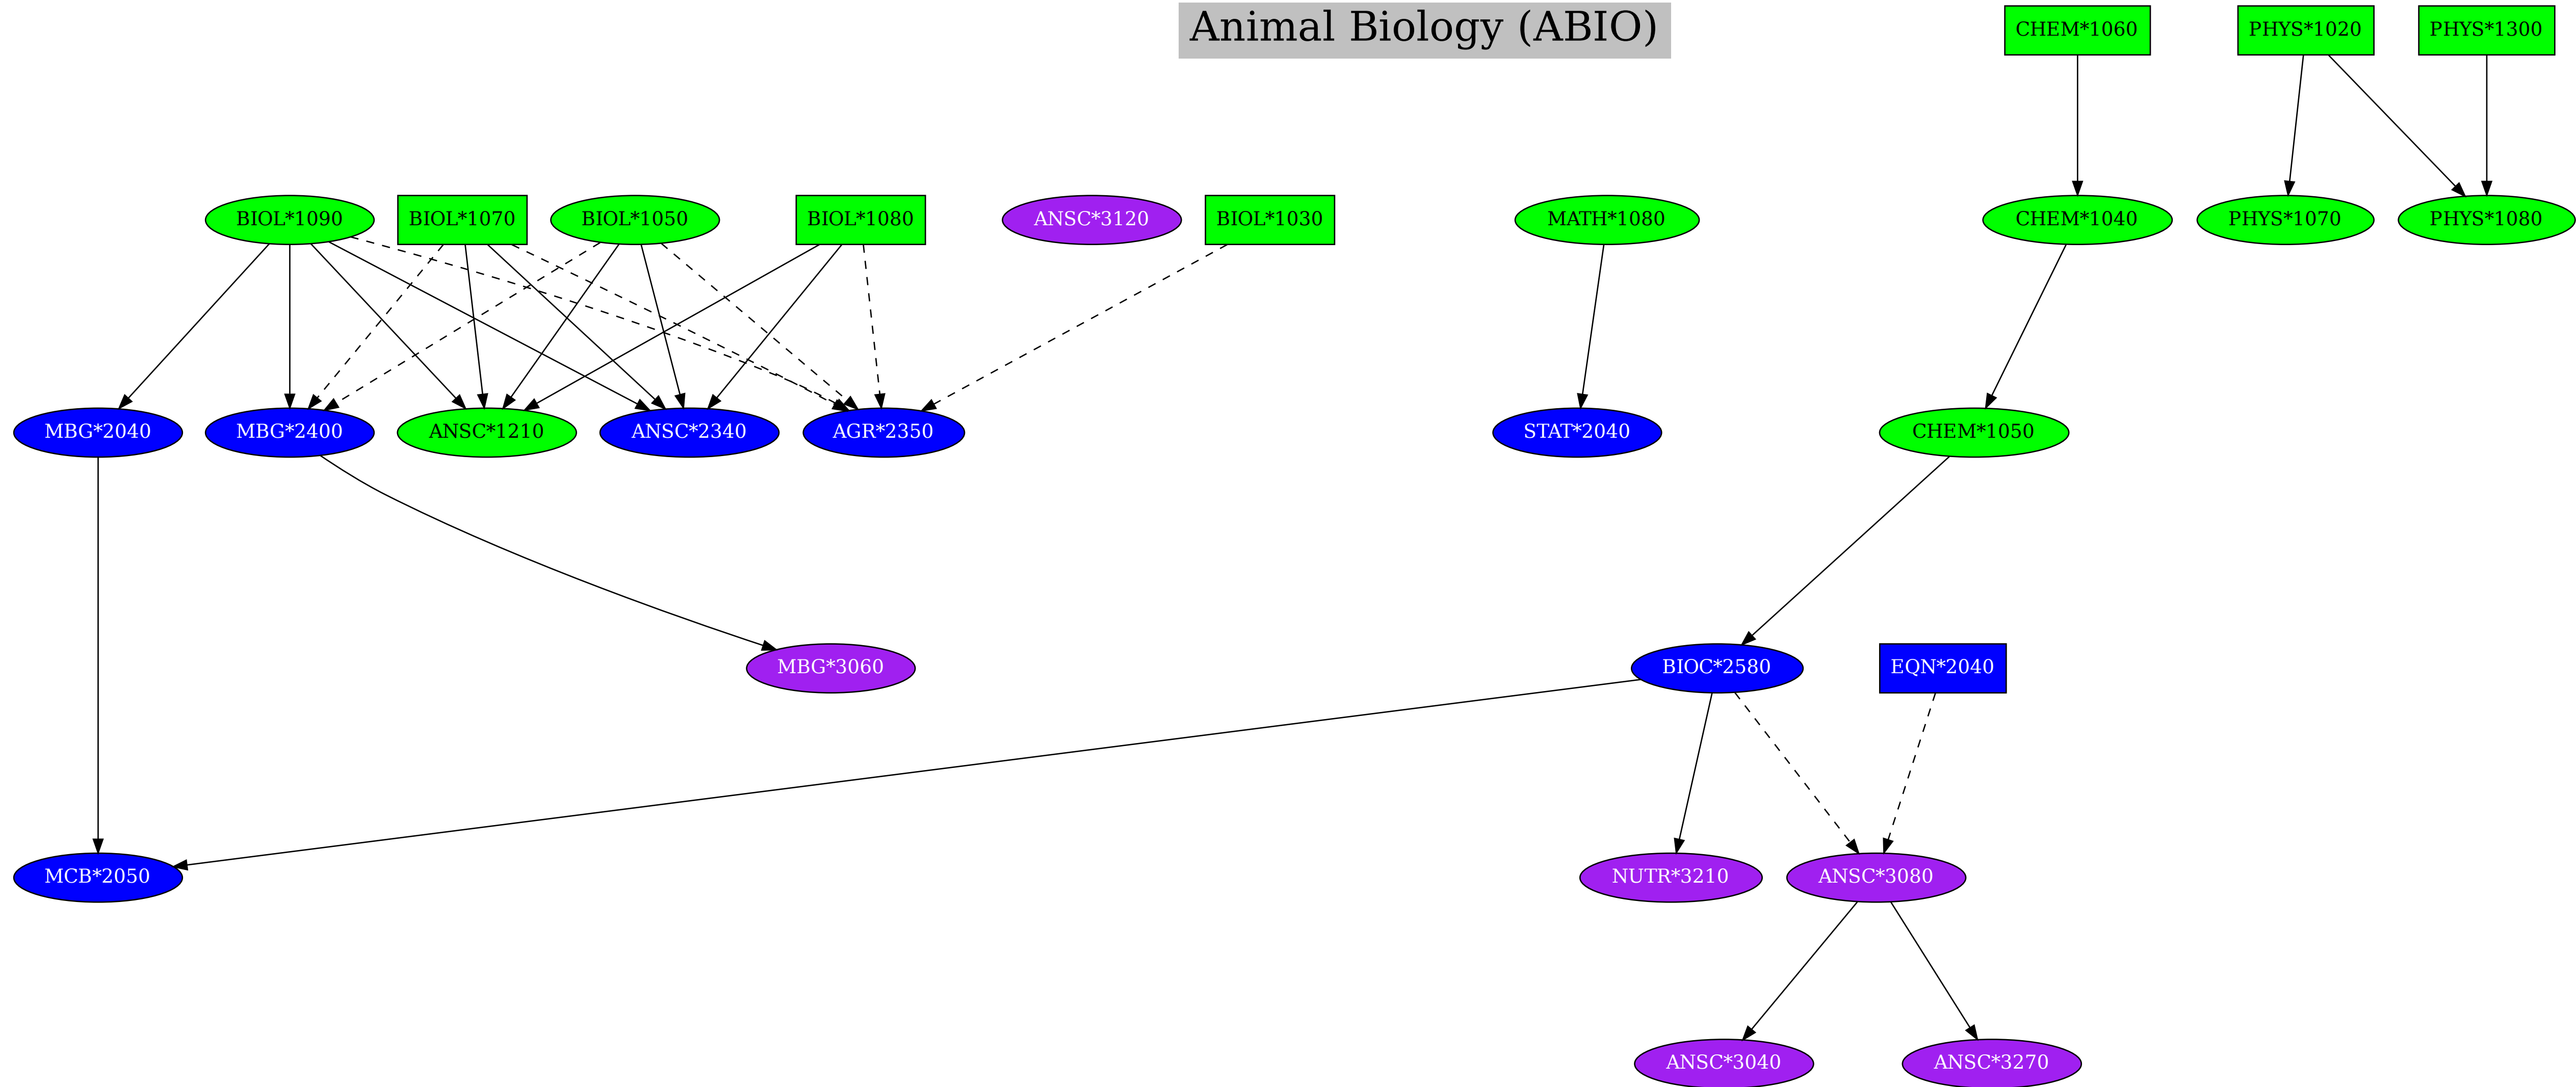 Animal Biology (ABIO)
CHEM*1060
PHYS*1020
PHYS*1300
BIOL*1090
BIOL*1070
BIOL*1050
BIOL*1080
ANSC*3120
BIOL*1030
MATH*1080
CHEM*1040
PHYS*1070
PHYS*1080
MBG*2040
MBG*2400
ANSC*1210
ANSC*2340
AGR*2350
STAT*2040
CHEM*1050
MBG*3060
BIOC*2580
EQN*2040
MCB*2050
NUTR*3210
ANSC*3080
ANSC*3040
ANSC*3270